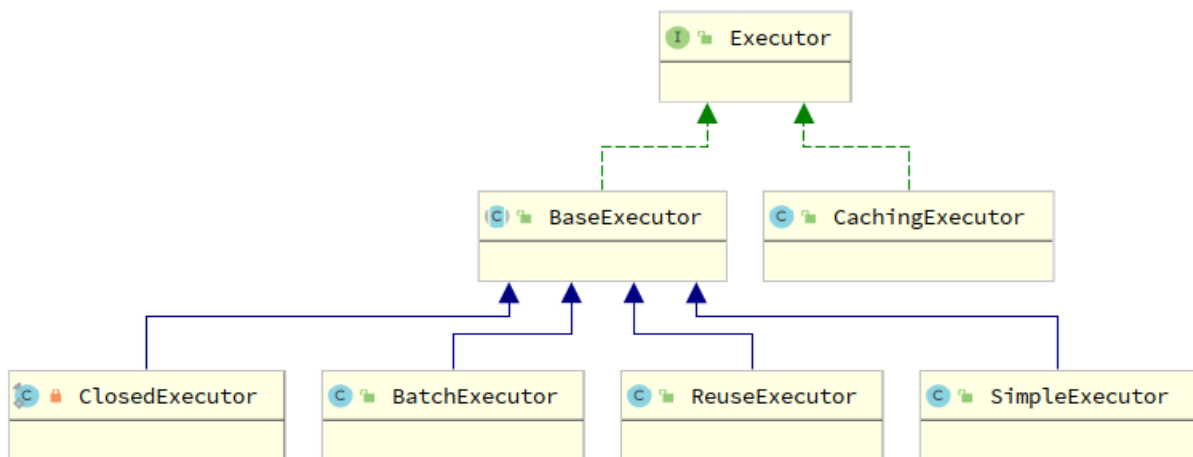 I Executor
C BaseExecutor
C CachingExecutor
C ClosedExecutor
C BatchExecutor
C ReuseExecutor
C SimpleExecutor